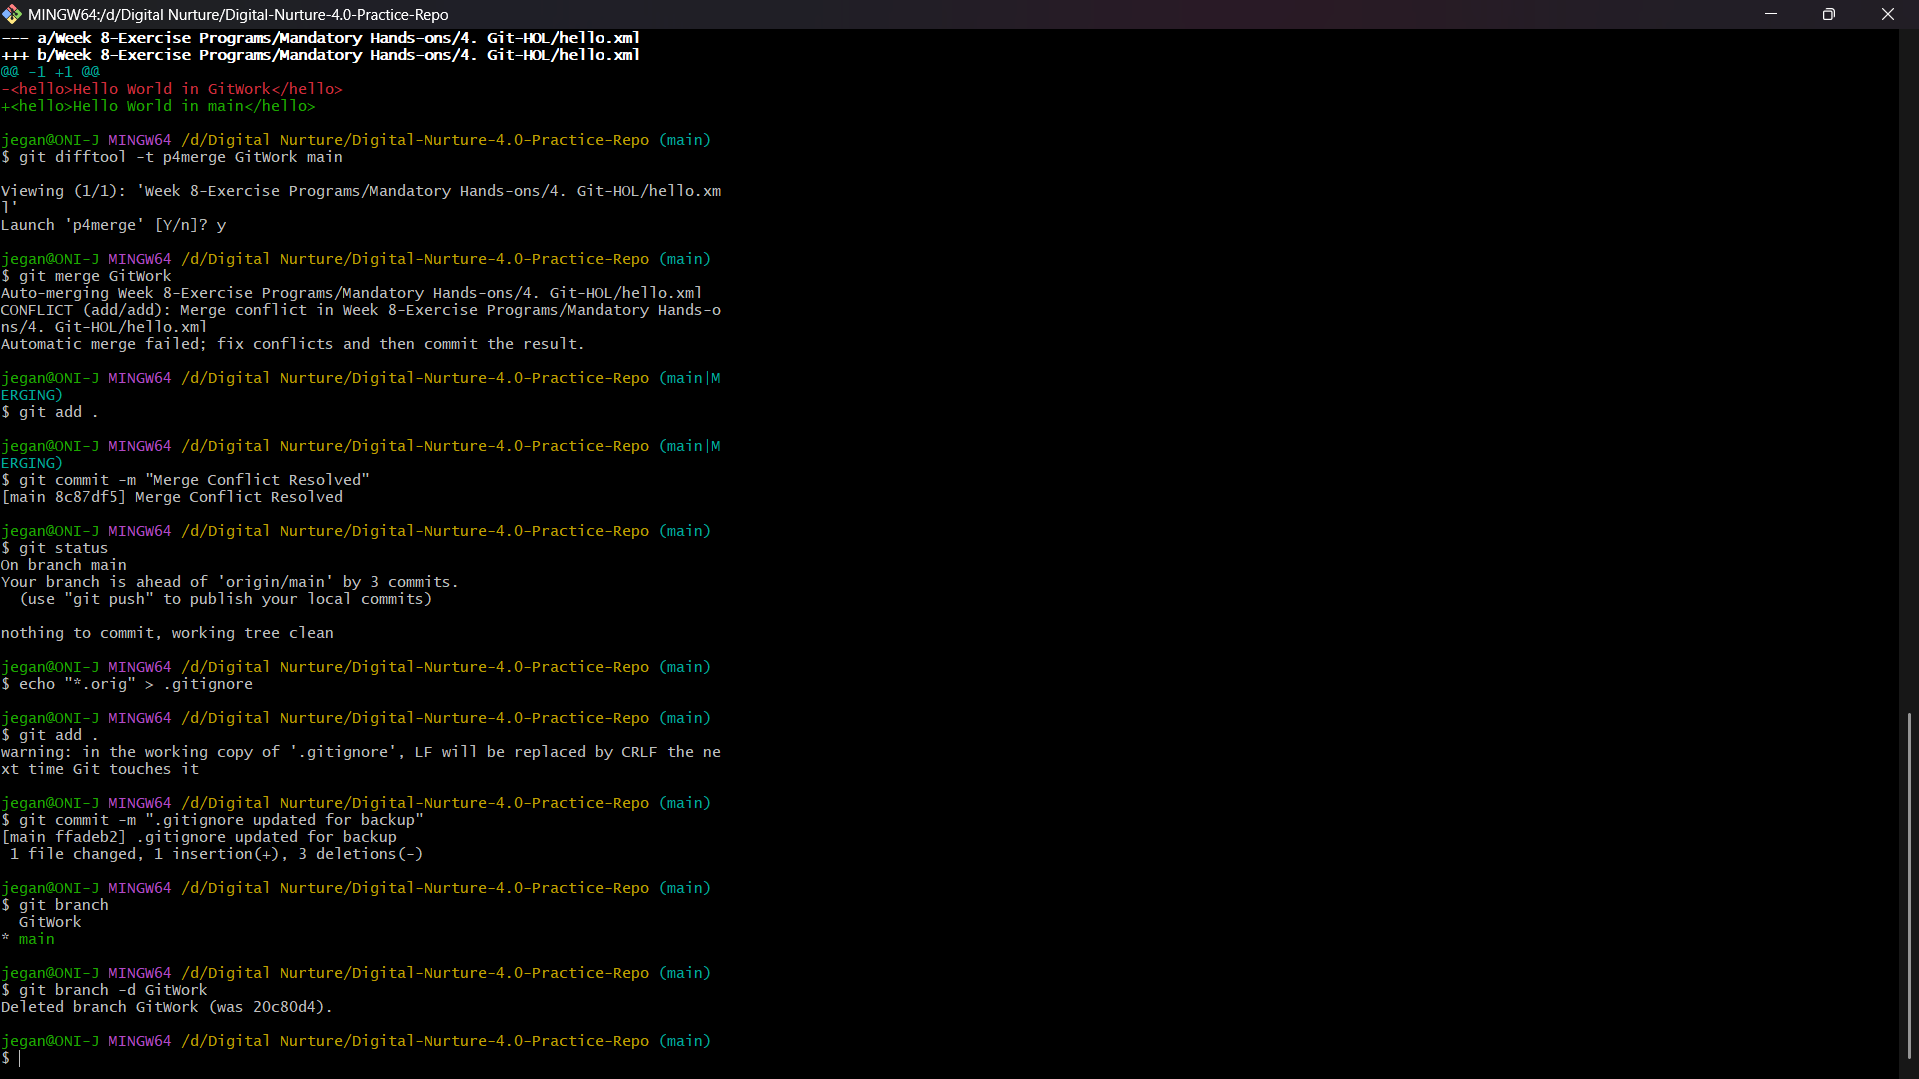 MINGW64:/d/Digital Nurture/Digital-Nurture-4.0-Practice-Repo
--- a/Week 8-Exercise Programs/Mandatory Hands-ons/4. Git-HOL/hello.xml
+++ b/Week 8-Exercise Programs/Mandatory Hands-ons/4. Git-HOL/hello.xml
@@ -1 +1 @@
-<hello>Hello World in GitWork</hello>
+<hello>Hello World in main</hello>
jegan@ONI-J MINGW64 /d/Digital Nurture/Digital-Nurture-4.0-Practice-Repo (main)
$ git difftool -t p4merge GitWork main
Viewing (1/1): 'Week 8-Exercise Programs/Mandatory Hands-ons/4. Git-HOL/hello.xm
l'
Launch 'p4merge' [Y/n]? y
jegan@ONI-J MINGW64 /d/Digital Nurture/Digital-Nurture-4.0-Practice-Repo (main)
$ git merge GitWork
Auto-merging Week 8-Exercise Programs/Mandatory Hands-ons/4. Git-HOL/hello.xml
CONFLICT (add/add): Merge conflict in Week 8-Exercise Programs/Mandatory Hands-o
ns/4. Git-HOL/hello.xml
Automatic merge failed; fix conflicts and then commit the result.
jegan@ONI-J MINGW64 /d/Digital Nurture/Digital-Nurture-4.0-Practice-Repo (main|M
ERGING)
$ git add .
jegan@ONI-J MINGW64 /d/Digital Nurture/Digital-Nurture-4.0-Practice-Repo (main|M
ERGING)
$ git commit -m "Merge Conflict Resolved"
[main 8c87df5] Merge Conflict Resolved
jegan@ONI-J MINGW64 /d/Digital Nurture/Digital-Nurture-4.0-Practice-Repo (main)
$ git status
On branch main
Your branch is ahead of 'origin/main' by 3 commits.
(use "git push" to publish your local commits)
nothing to commit, working tree clean
jegan@ONI-J MINGW64 /d/Digital Nurture/Digital-Nurture-4.0-Practice-Repo (main)
$ echo "*.orig" > .gitignore
jegan@ONI-J MINGW64 /d/Digital Nurture/Digital-Nurture-4.0-Practice-Repo (main)
$ git add .
warning: in the working copy of '.gitignore', LF will be replaced by CRLF the ne
xt time Git touches it
jegan@ONI-J MINGW64 /d/Digital Nurture/Digital-Nurture-4.0-Practice-Repo (main)
$ git commit -m ".gitignore updated for backup"
[main ffadeb2] .gitignore updated for backup
1 file changed, 1 insertion(+), 3 deletions(-)
jegan@ONI-J MINGW64 /d/Digital Nurture/Digital-Nurture-4.0-Practice-Repo (main)
$ git branch
GitWork
* main
jegan@ONI-J MINGW64 /d/Digital Nurture/Digital-Nurture-4.0-Practice-Repo (main)
$ git branch -d GitWork
Deleted branch GitWork (was 20c80d4).
jegan@ONI-J MINGW64 /d/Digital Nurture/Digital-Nurture-4.0-Practice-Repo (main)
$